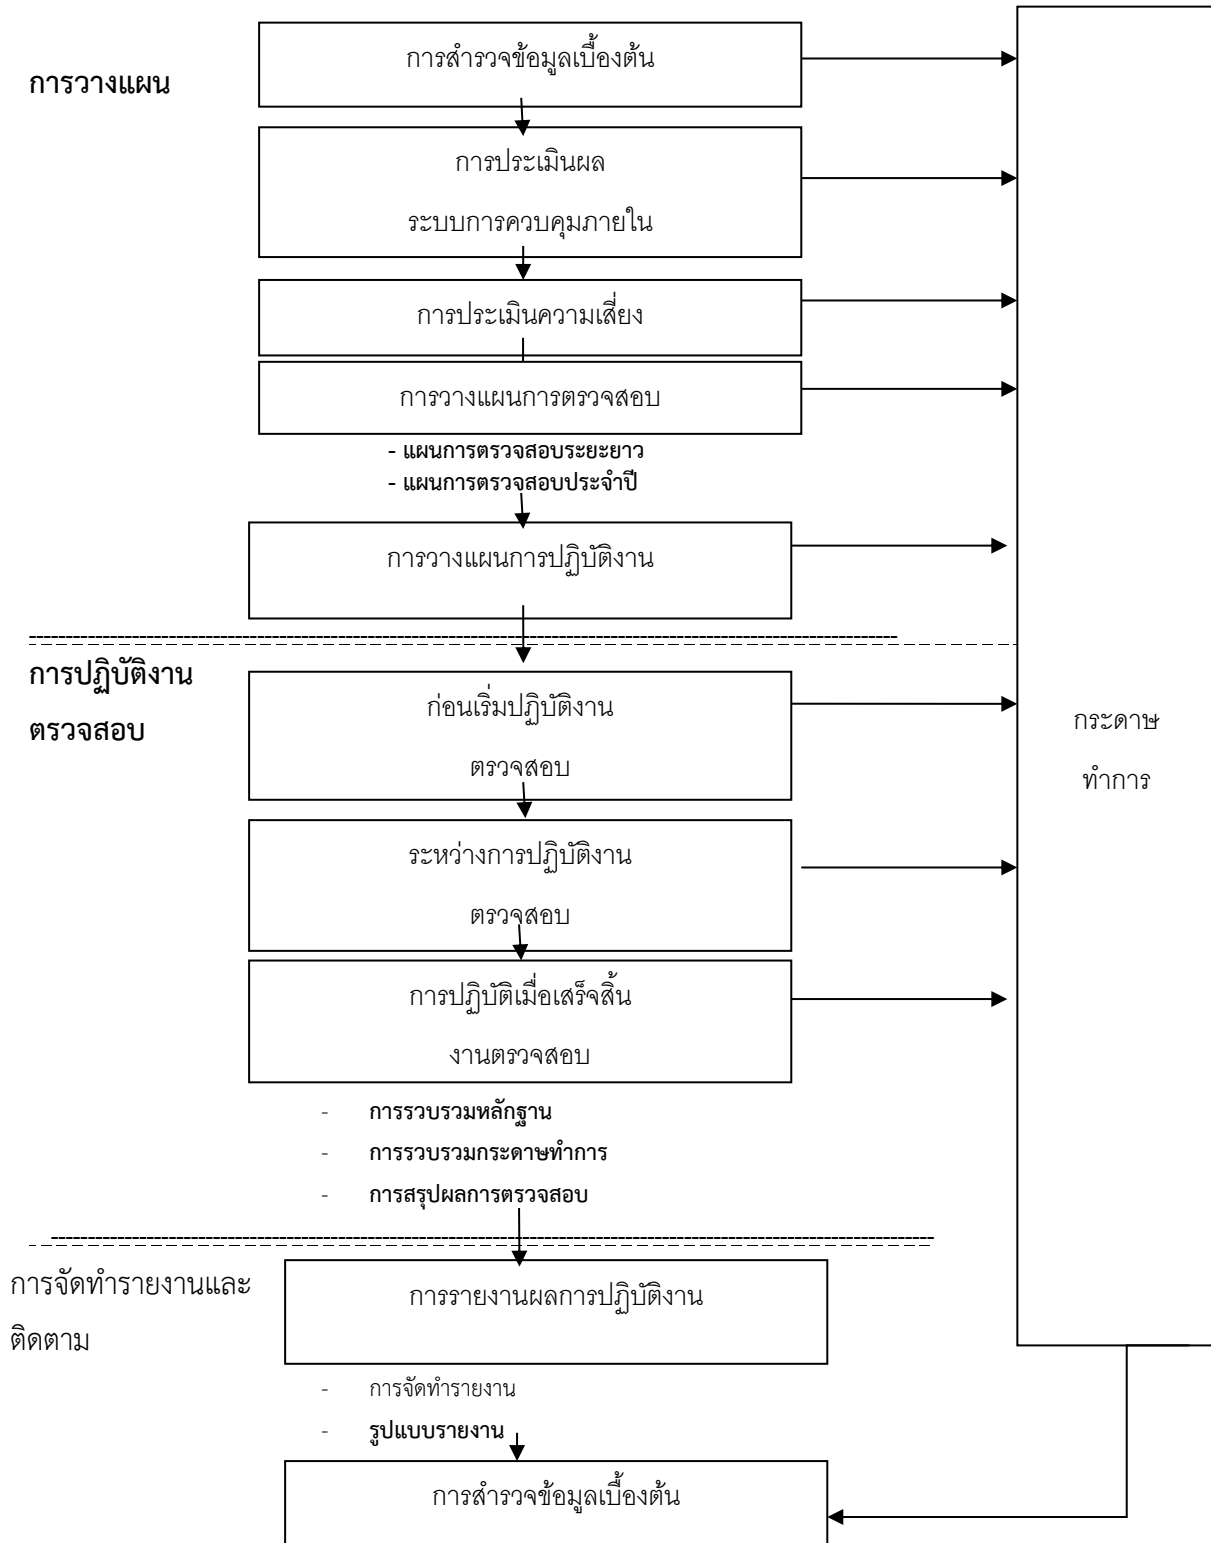 การวางแผน
การสำรวจข้อมูลเบื้องต้น
การประเมินผล
ระบบการควบคุมภายใน
การประเมินความเสี่ยง
การวางแผนการตรวจสอบ
- แผนการตรวจสอบระยะยาว
- แผนการตรวจสอบประจำปี
การวางแผนการปฏิบัติงาน
การปฏิบัติงาน
ตรวจสอบ
ก่อนเริ่มปฏิบัติงาน
ตรวจสอบ
ระหว่างการปฏิบัติงาน
ตรวจสอบ
การปฏิบัติเมื่อเสร็จสิ้น
งานตรวจสอบ
- การรวบรวมหลักฐาน
- การรวบรวมกระดาษทำการ
- การสรุปผลการตรวจสอบ
กระดาษ
ทำการ
การจัดทำรายงานและ
ติดตาม
การรายงานผลการปฏิบัติงาน
- การจัดทำรายงาน
- รูปแบบรายงาน
การสำรวจข้อมูลเบื้องต้น